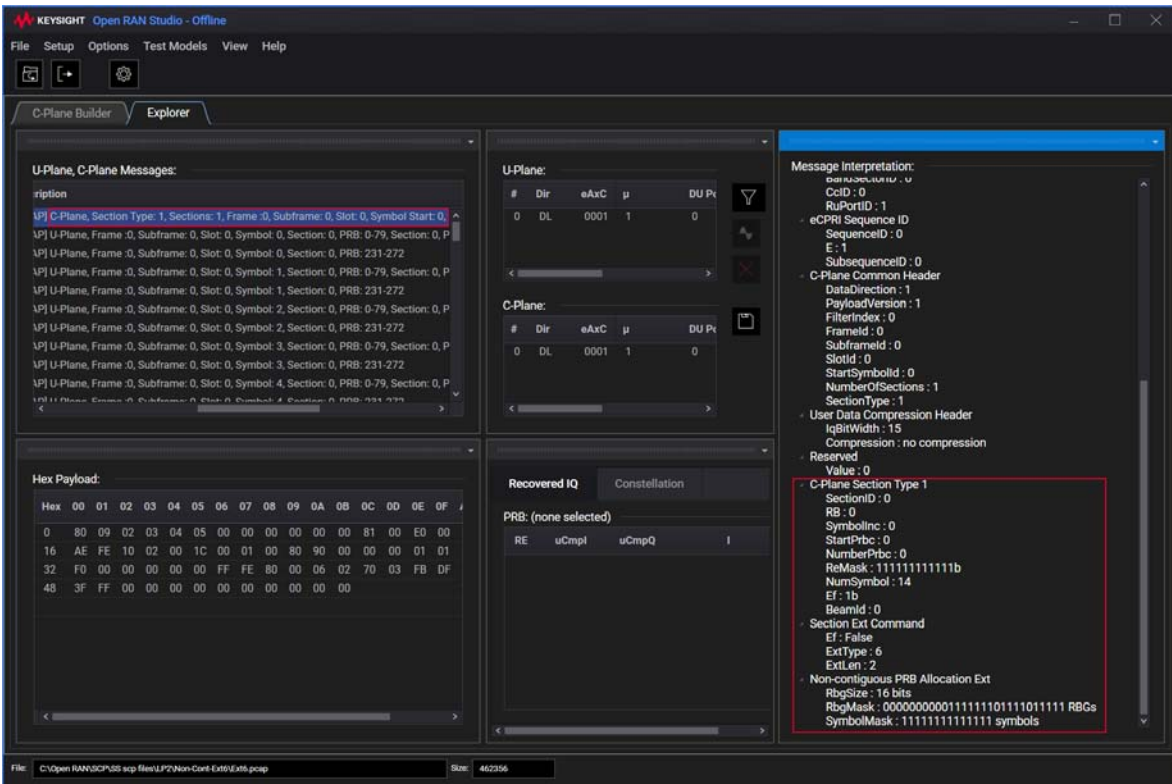 KEYSIGHT Open RAN Studio - Offline
File Setup Options Test Models View Help
C-Plane Builder Explorer
U-Plane, C-Plane Messages:
ription
AP] C-Plane, Section Type: 1, Sections: 1, Frame :0, Subframe: 0, Slot: 0, Symbol Start: 0,
AP] U-Plane, Frame :0, Subframe: 0, Slot: 0, Symbol: 0, Section: 0, PRB: 0-79, Section: 0, P
AP] U-Plane, Frame :0, Subframe: 0, Slot: 0, Symbol: 0, Section: 0, PRB: 231-272
AP] U-Plane, Frame :0, Subframe: 0, Slot: 0, Symbol: 1, Section: 0, PRB: 0-79, Section: 0, P
AP] U-Plane, Frame :0, Subframe: 0, Slot: 0, Symbol: 1, Section: 0, PRB: 231-272
AP] U-Plane, Frame :0, Subframe: 0, Slot: 0, Symbol: 2, Section: 0, PRB: 0-79, Section: 0, P
AP] U-Plane, Frame :0, Subframe: 0, Slot: 0, Symbol: 2, Section: 0, PRB: 231-272
AP] U-Plane, Frame :0, Subframe: 0, Slot: 0, Symbol: 3, Section: 0, PRB: 0-79, Section: 0, P
AP] U-Plane, Frame :0, Subframe: 0, Slot: 0, Symbol: 3, Section: 0, PRB: 231-272
AP] U-Plane, Frame :0, Subframe: 0, Slot: 0, Symbol: 4, Section: 0, PRB: 0-79, Section: 0, P
AP] U-Plane, Frame :0, Subframe: 0, Slot: 0, Symbol: 4, Section: 0, PRB: 231-272
U-Plane:
# Dir eAxC μ DU Po
0 DL 0001 1 0
C-Plane:
# Dir eAxC μ DU Po
0 DL 0001 1 0
Hex Payload:
Hex 00 01 02 03 04 05 06 07 08 09 0A 0B 0C 0D 0E 0F
0 80 09 02 03 04 05 00 00 00 00 00 00 81 00 E0 00
16 AE FE 10 02 00 1C 00 01 00 80 90 00 00 00 01 01
32 F0 00 00 00 00 00 FF FE 80 00 06 02 70 03 FB DF
48 3F FF 00 00 00 00 00 00 00 00 00 00
Recovered IQ Constellation
PRB: (none selected)
RE uCmpI uCmpQ I
Message Interpretation:
BandSectorID : 0
CcID : 0
RuPortID : 1
eCPRI Sequence ID
SequenceID : 0
E : 1
SubsequenceID : 0
C-Plane Common Header
DataDirection : 1
PayloadVersion : 1
FilterIndex : 0
FrameId : 0
SubframeId : 0
SlotId : 0
StartSymbolId : 0
NumberOfSections : 1
SectionType : 1
User Data Compression Header
IqBitWidth : 15
Compression : no compression
Reserved
Value : 0
C-Plane Section Type 1
SectionID : 0
RB : 0
SymbolInc : 0
StartPrbc : 0
NumberPrbc : 0
ReMask : 111111111111b
NumSymbol : 14
Ef : 1b
BeamId : 0
Section Ext Command
Ef : False
ExtType : 6
ExtLen : 2
Non-contiguous PRB Allocation Ext
RbgSize : 16 bits
RbgMask : 0000000000111111101111011111 RBGs
SymbolMask : 11111111111111 symbols
File: C:\Open RAN\SCP\SS scp files\LP2\Non-Cont-Ext6\Ext6.pcap Size: 462356